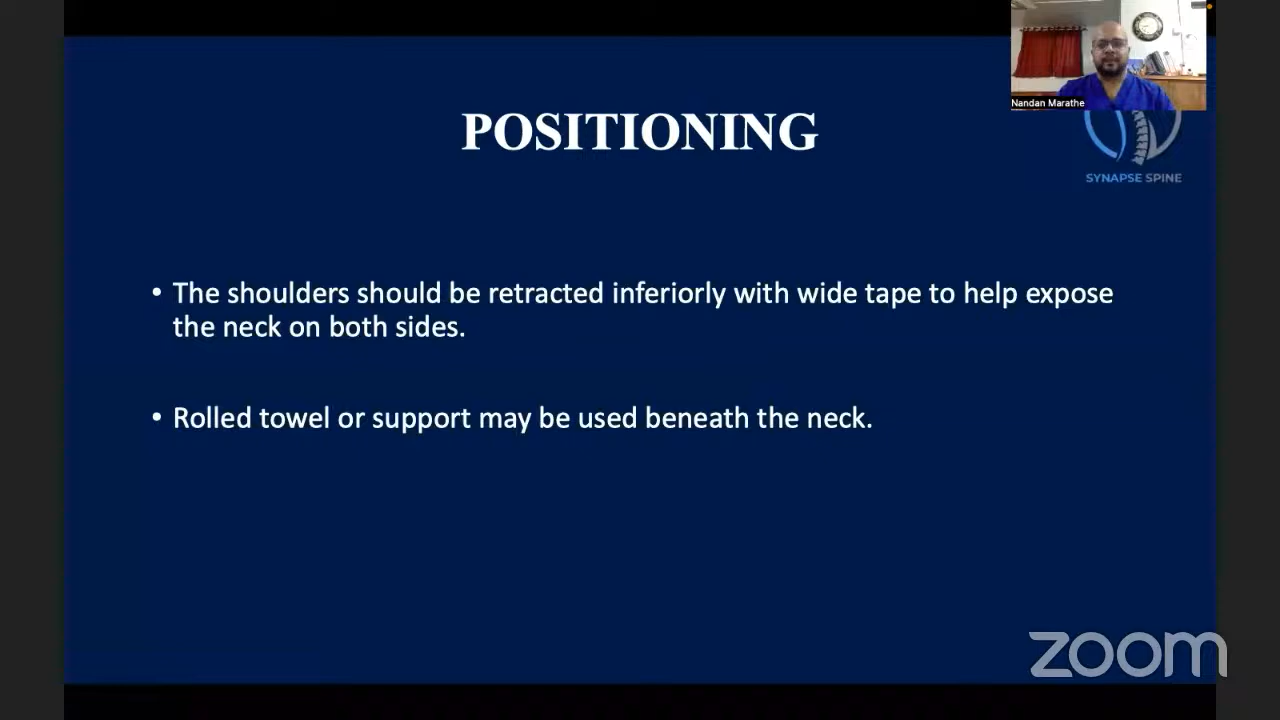 Nandan Marathe
POSITIONING
SYNAPSE SPINE
• The shoulders should be retracted inferiorly with wide tape to help expose
the neck on both sides.
• Rolled towel or support may be used beneath the neck.
zoom